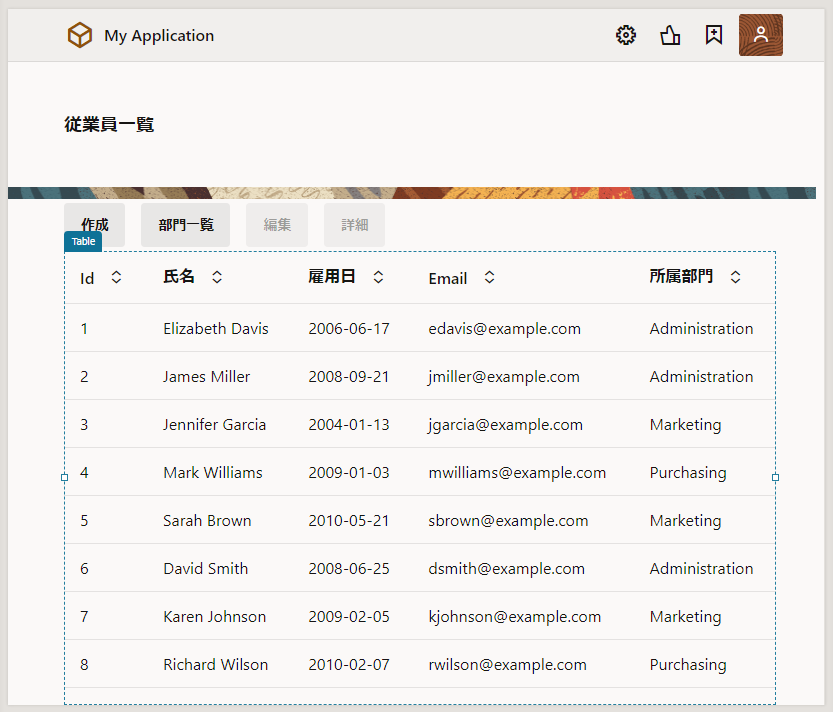 My Application
従業員一覧
作成 部門一覧 編集 詳細
Table
Id 氏名 雇用日 Email 所属部門
1 Elizabeth Davis 2006-06-17 edavis@example.com Administration
2 James Miller 2008-09-21 jmiller@example.com Administration
3 Jennifer Garcia 2004-01-13 jgarcia@example.com Marketing
4 Mark Williams 2009-01-03 mwilliams@example.com Purchasing
5 Sarah Brown 2010-05-21 sbrown@example.com Marketing
6 David Smith 2008-06-25 dsmith@example.com Administration
7 Karen Johnson 2009-02-05 kjohnson@example.com Marketing
8 Richard Wilson 2010-02-07 rwilson@example.com Purchasing